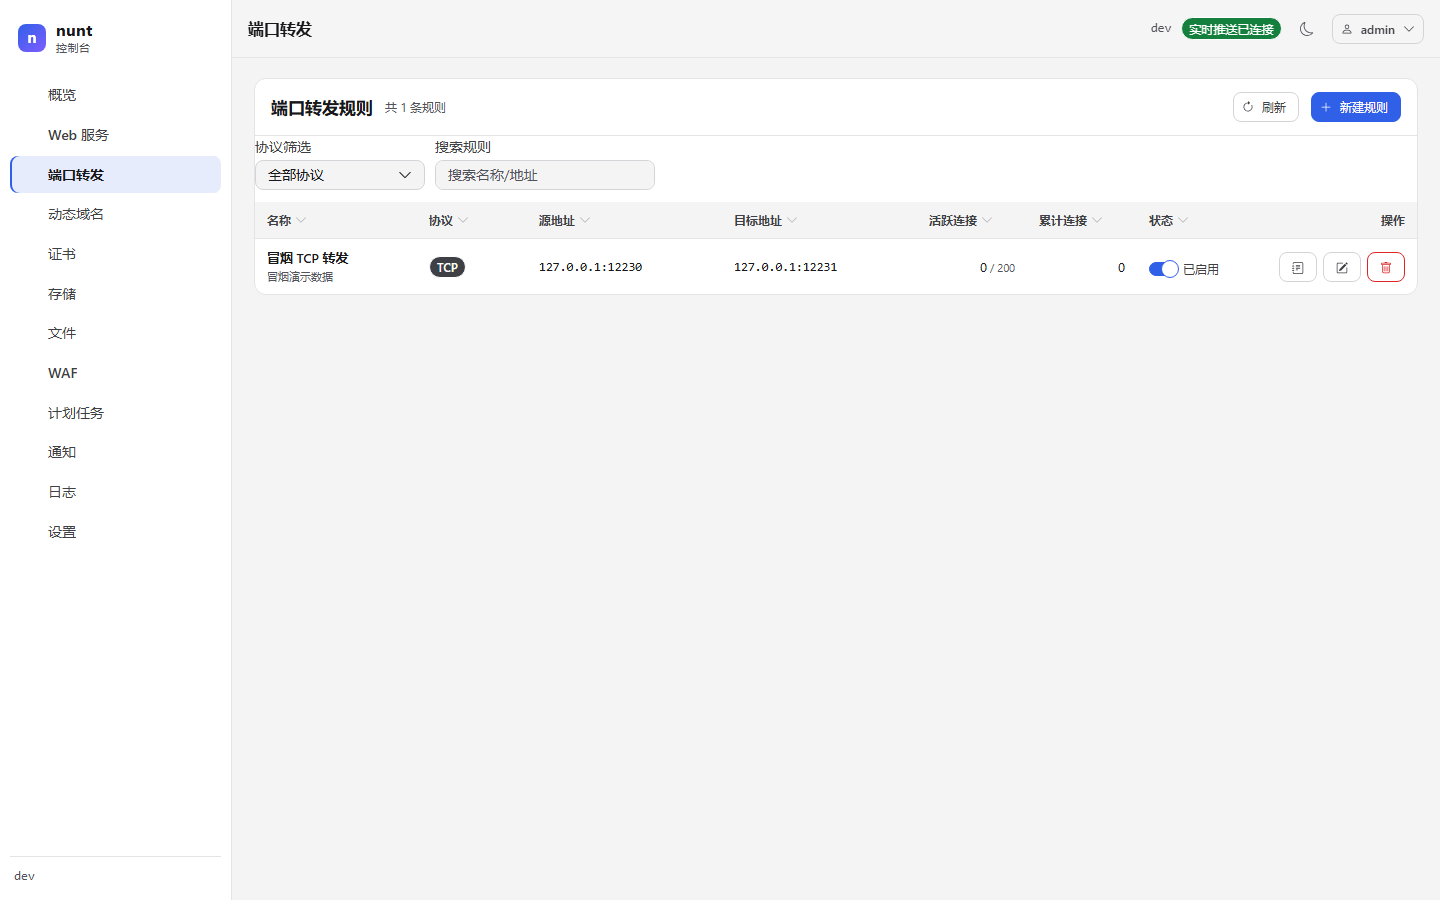 n
nunt
控制台
概览
Web 服务
端口转发
动态域名
证书
存储
文件
WAF
计划任务
通知
日志
设置
dev
端口转发
dev
实时推送已连接
admin
端口转发规则
共 1 条规则
刷新
新建规则
协议筛选
搜索规则
全部协议
搜索名称/地址
名称 协议 源地址 目标地址 活跃连接 累计连接 状态 操作
冒烟 TCP 转发
冒烟演示数据
TCP
127.0.0.1:12230
127.0.0.1:12231
0 / 200
0
已启用